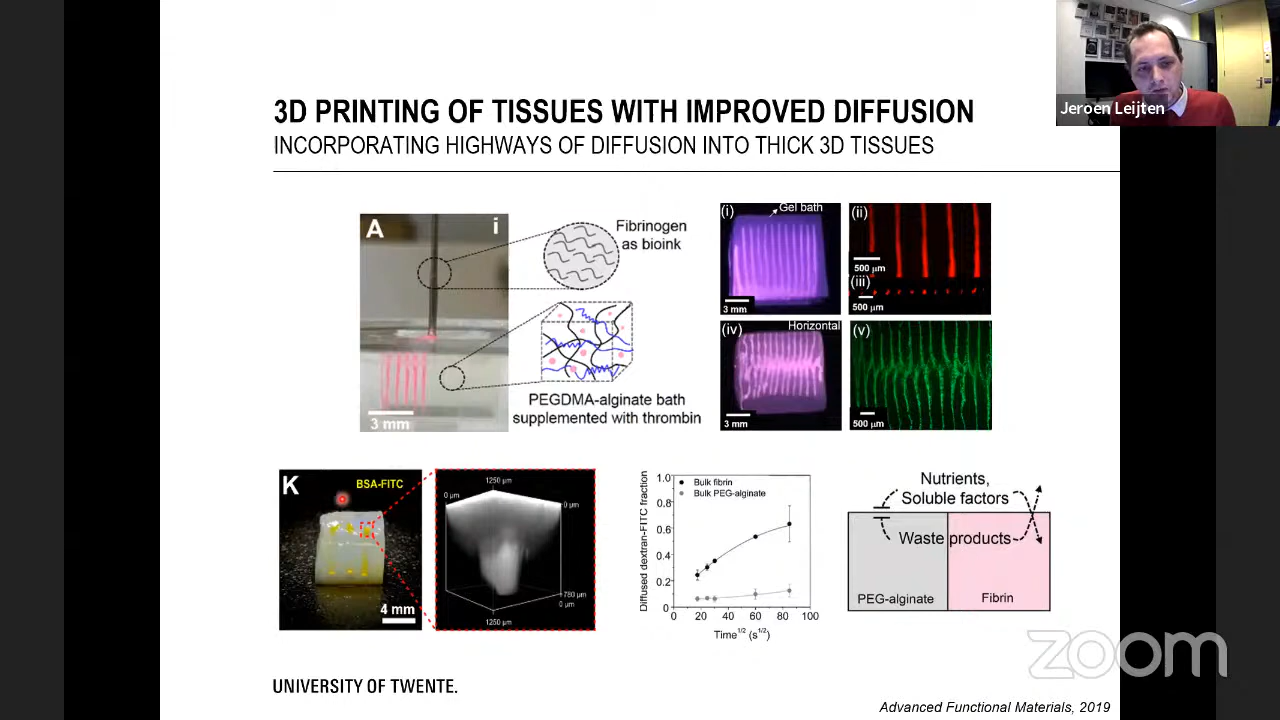 Jeroen Leijten
3D PRINTING OF TISSUES WITH IMPROVED DIFFUSION
INCORPORATING HIGHWAYS OF DIFFUSION INTO THICK 3D TISSUES
A
i
3 mm
Fibrinogen
as bioink
PEGDMA-alginate bath
supplemented with thrombin
(i)
Gel bath
3 mm
(ii)
500 µm
(iii)
500 µm
(iv)
Horizontal
3 mm
(v)
500 µm
K
BSA-FITC
4 mm
1250 µm
0 µm
0 µm
780 µm
0 µm
1250 µm
Diffused dextran-FITC fraction
1.0
0.8
0.6
0.4
0.2
0
Bulk fibrin
Bulk PEG-alginate
20 40 60 80 100
Time1/2 (s1/2)
Nutrients,
Soluble factors
Waste products
PEG-alginate
Fibrin
zoom
UNIVERSITY OF TWENTE.
Advanced Functional Materials, 2019